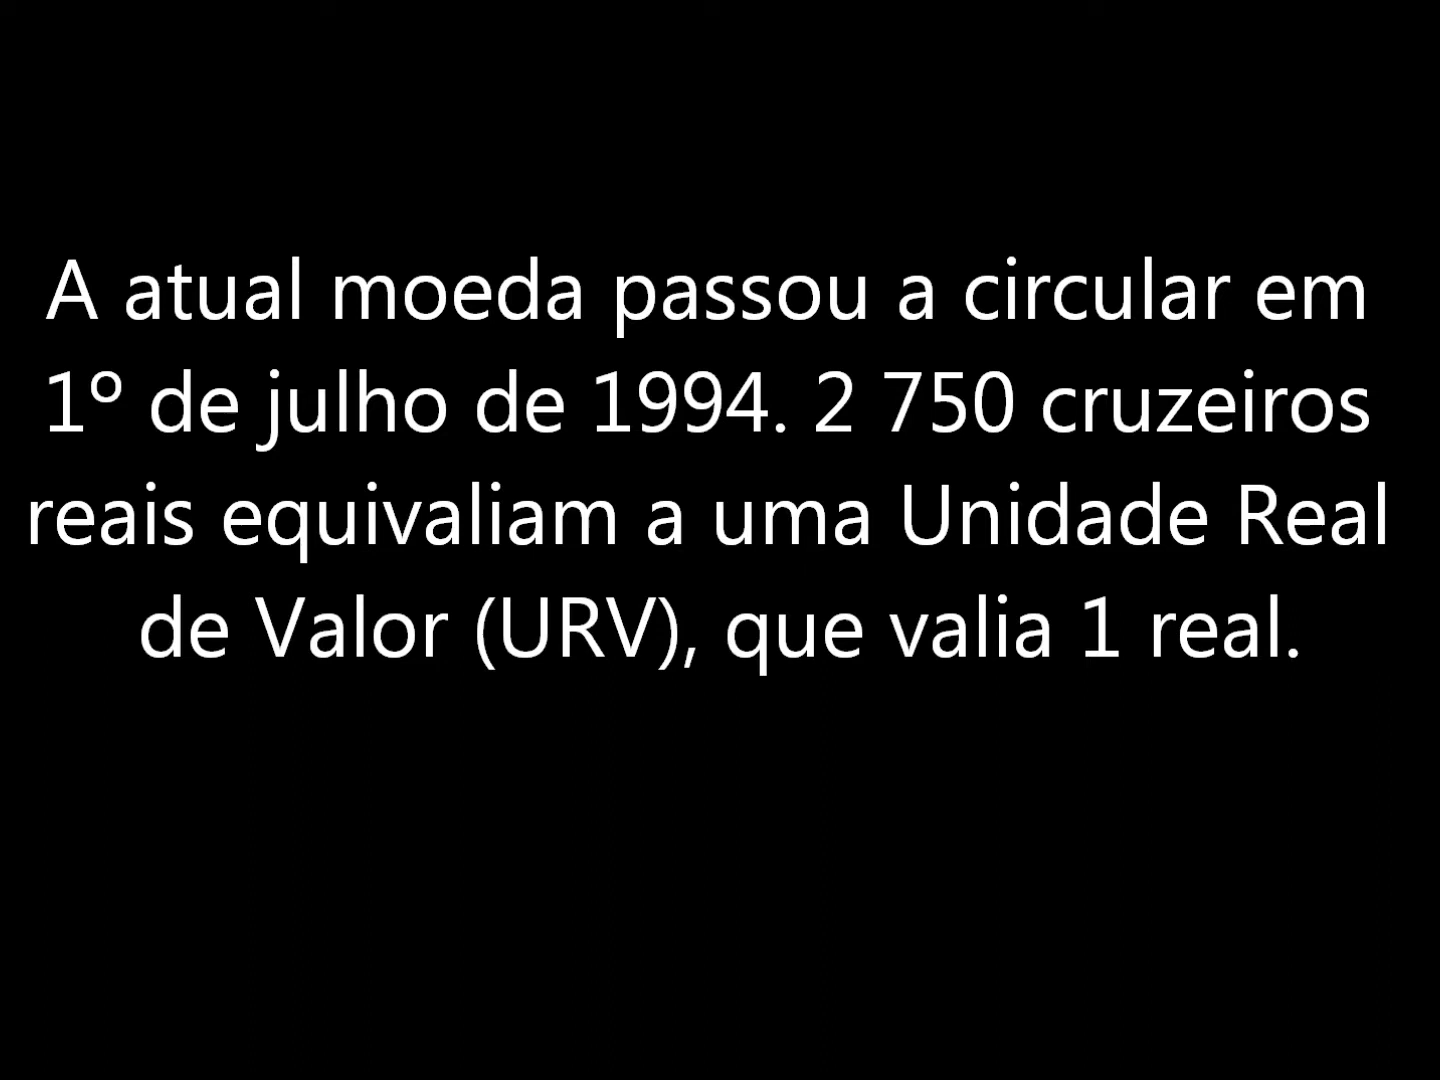 A atual moeda passou a circular em
1º de julho de 1994. 2 750 cruzeiros
reais equivaliam a uma Unidade Real
de Valor (URV), que valia 1 real.